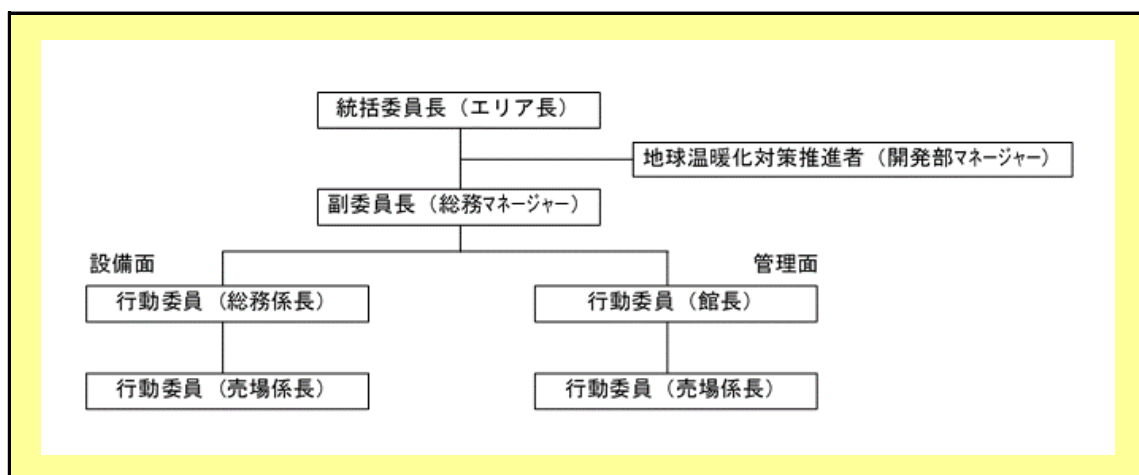 統括委員長（エリア長）
地球温暖化対策推進者（開発部ﾏﾈｰｼﾞｬｰ）
副委員長（総務ﾏﾈｰｼﾞｬｰ）
設備面
管理面
行動委員（総務係長）
行動委員（館長）
行動委員（売場係長）
行動委員（売場係長）